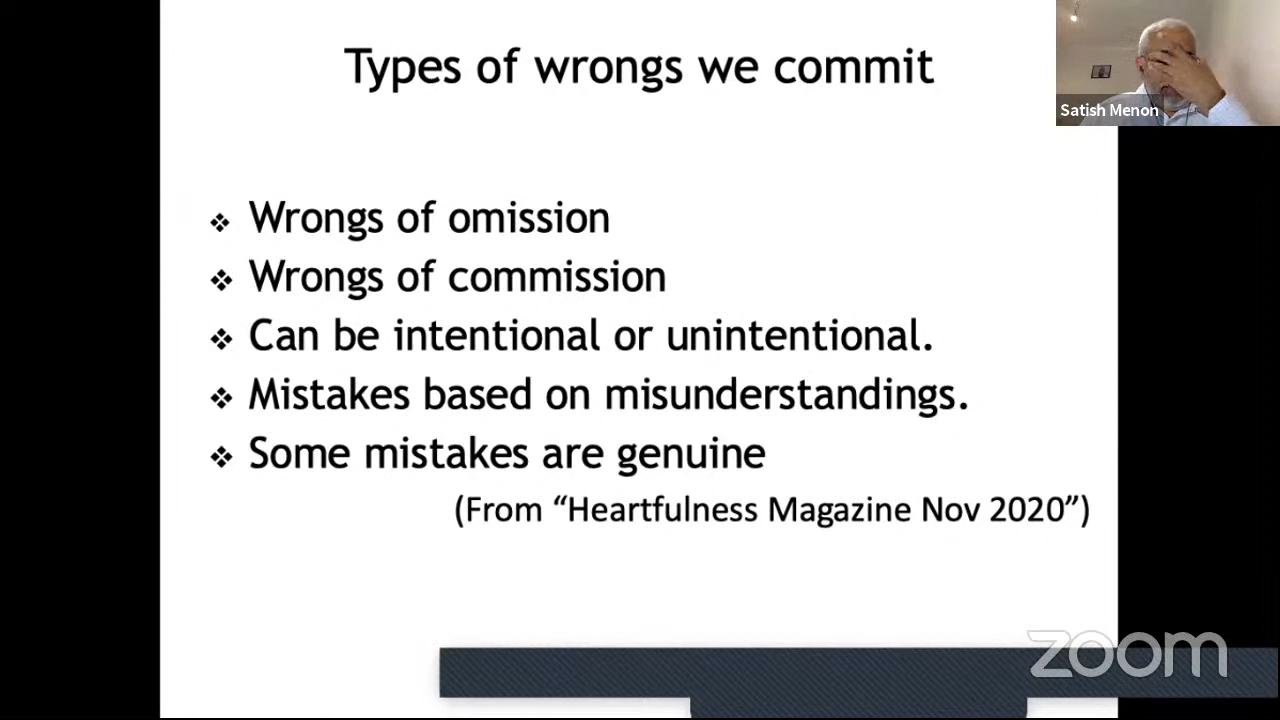 Types of wrongs we commit
Satish Menon
❖ Wrongs of omission
❖ Wrongs of commission
❖ Can be intentional or unintentional.
❖ Mistakes based on misunderstandings.
❖ Some mistakes are genuine
(From “Heartfulness Magazine Nov 2020”)
zoom